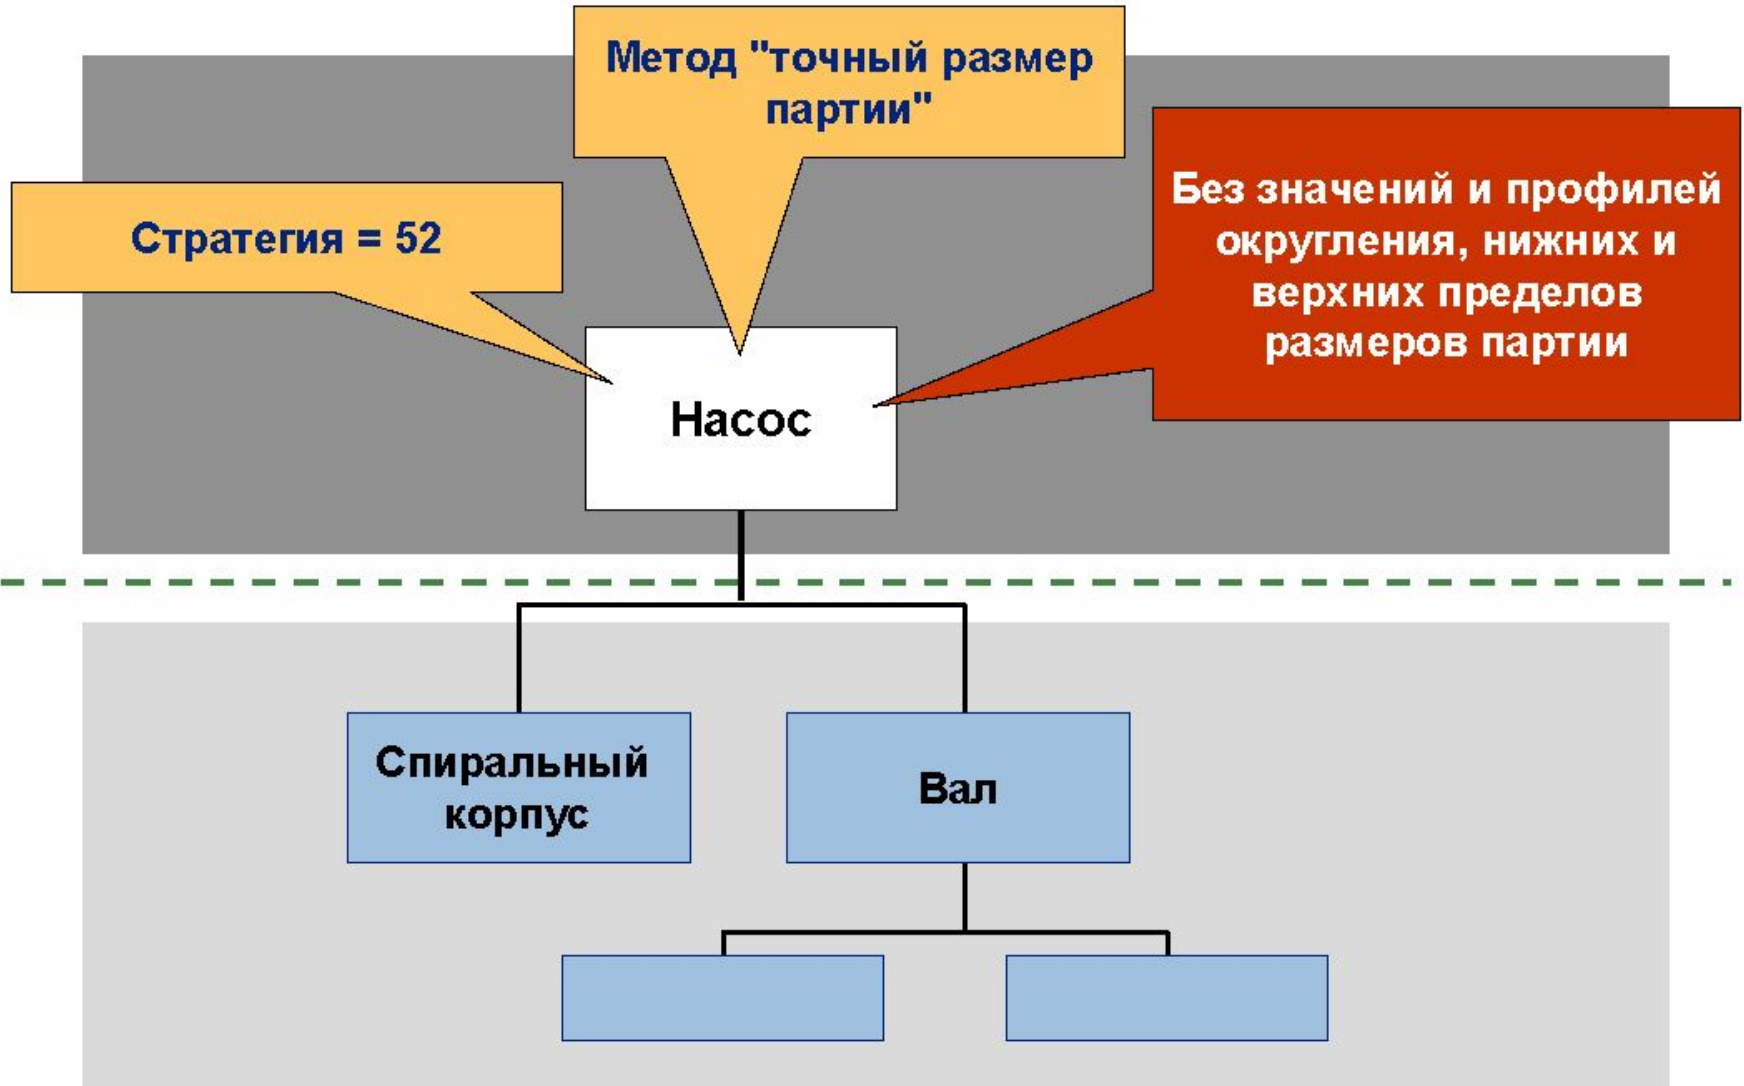 Метод "точный размер
партии"
Без значений и профилей
округления, нижних и
верхних пределов
размеров партии
Стратегия = 52
Насос
Спиральный
корпус
Вал